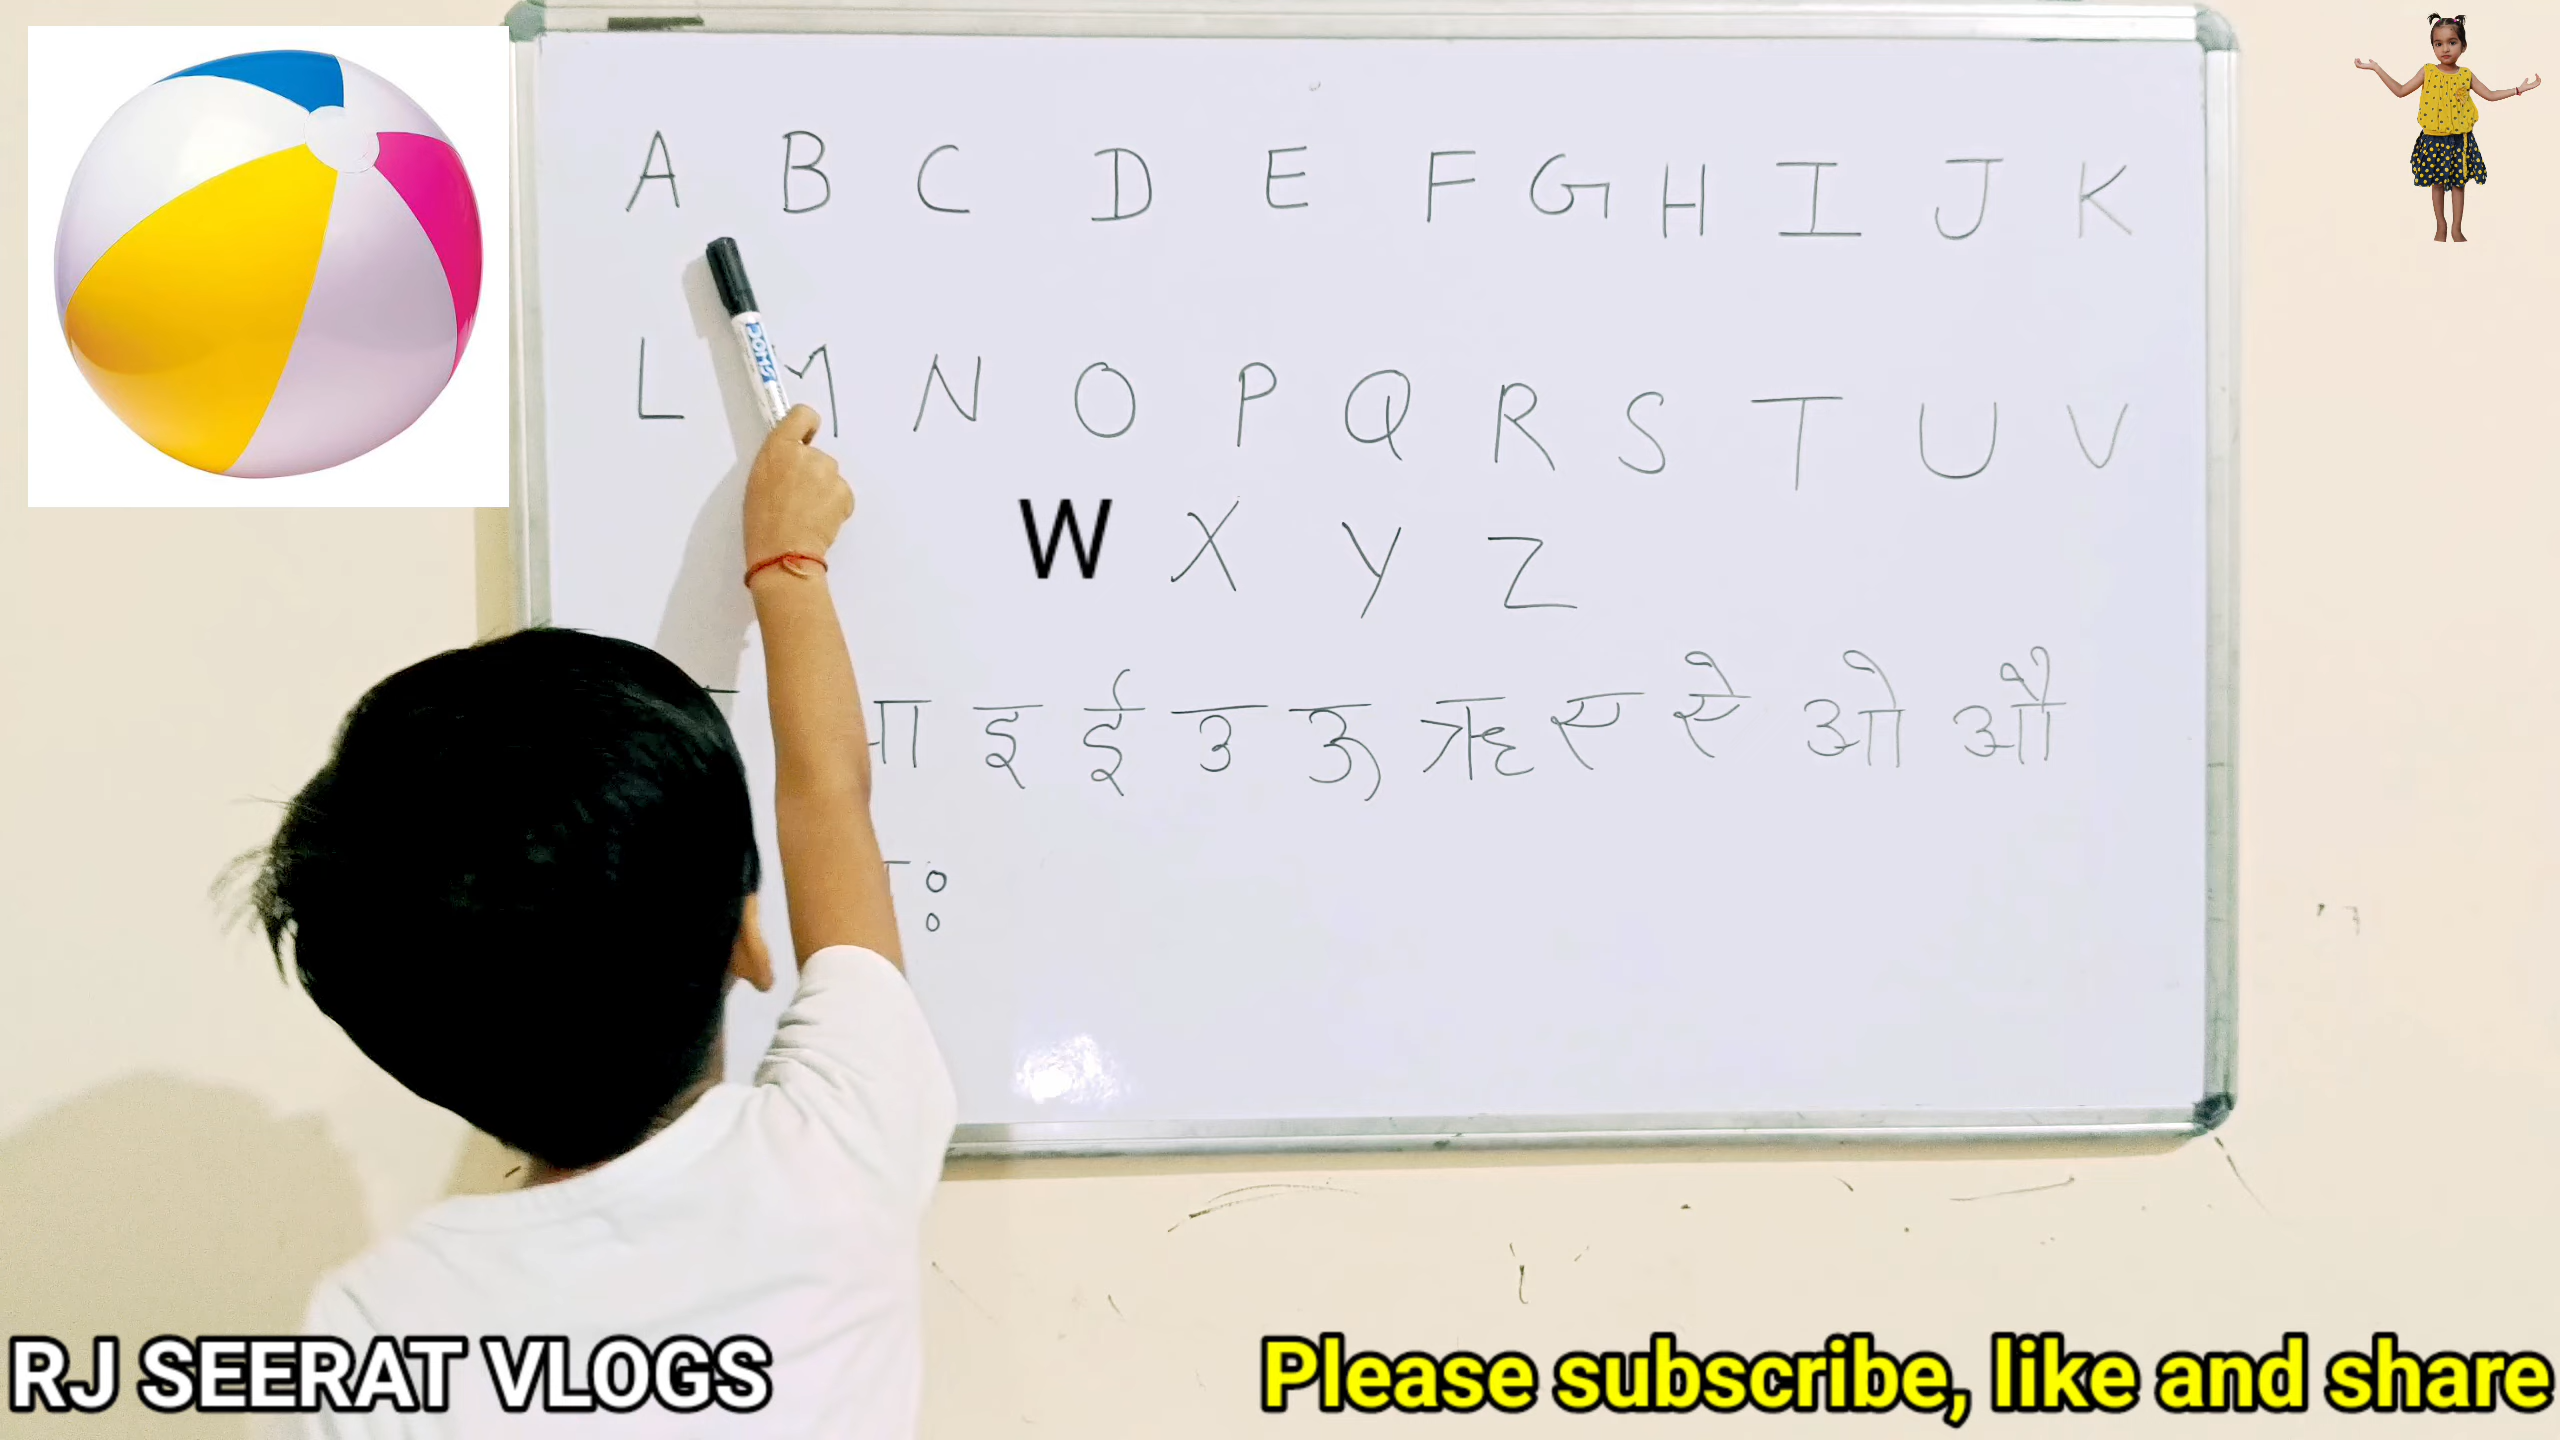 A B C D E F G H I J K
L M N O P Q R S T U V
W X Y Z
इ ई उ ऊ ऋ ए ऐ ओ औ
RJ SEERAT VLOGS
Please subscribe, like and share